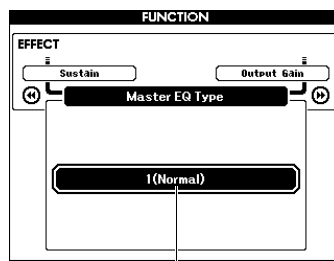 FUNCTION
EFFECT
Sustain
Output Gain
Master EQ Type
1(Normal)